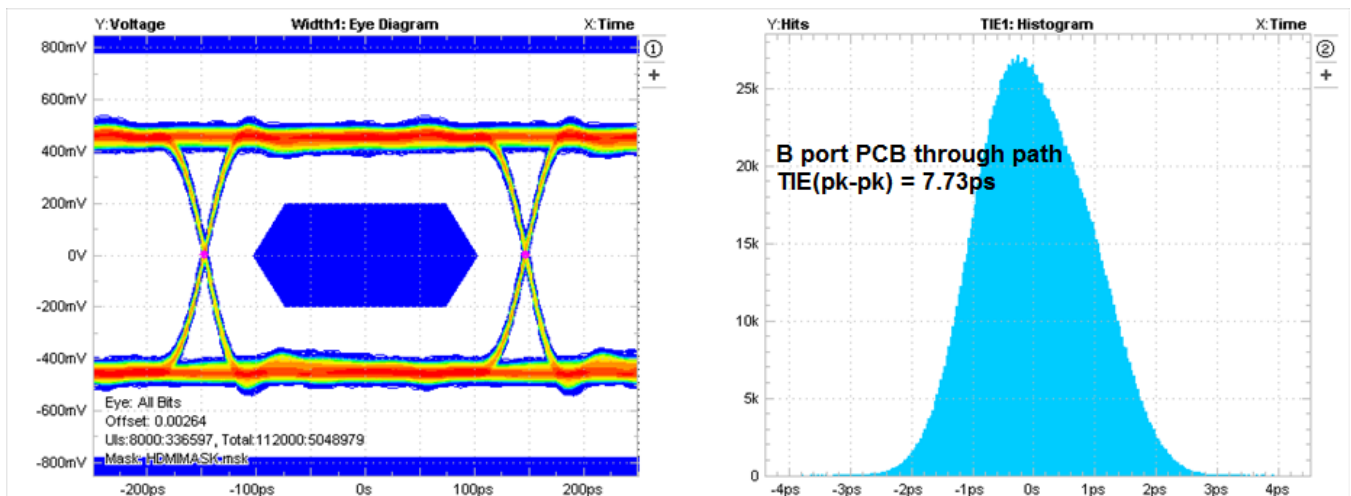 Y:Voltage Width1: Eye Diagram X:Time
800mV
600mV
400mV
200mV
0V
-200mV
-400mV
-600mV
-800mV
Eye: All Bits
Offset: 0.00264
UIs:8000:336597, Total:112000:5048979
Mask: HDMIMASK.msk
-200ps -100ps 0s 100ps 200ps
1
+
Y:Hits TIE1: Histogram X:Time
25k
20k
15k
10k
5k
0
B port PCB through path
TIE(pk-pk) = 7.73ps
-4ps -3ps -2ps -1ps 0s 1ps 2ps 3ps 4ps
2
+